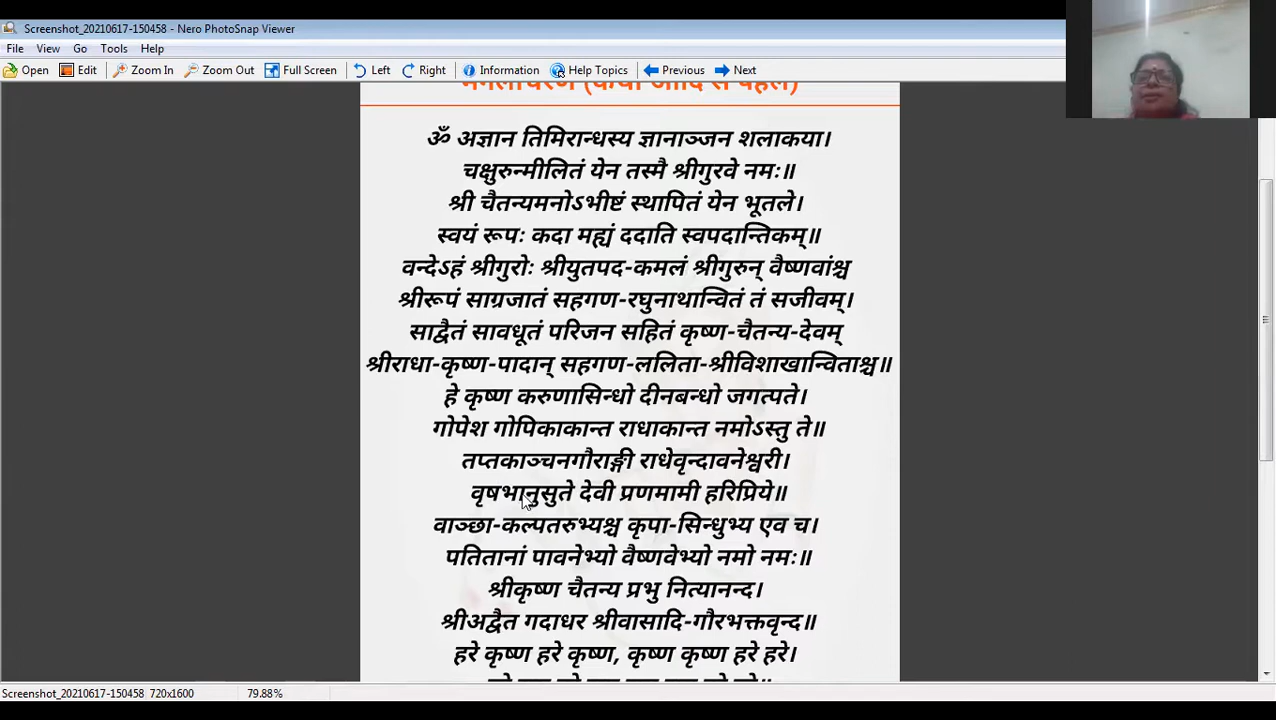 Screenshot_20210617-150458 - Nero PhotoSnap Viewer
File View Go Tools Help
Open Edit Zoom In Zoom Out Full Screen Left Right Information Help Topics Previous Next
मंगलाचरण (कथा आदि से पहले)
ॐ अज्ञान तिमिरान्धस्य ज्ञानाञ्जन शलाकया।
चक्षुरुन्मीलितं येन तस्मै श्रीगुरवे नमः॥
श्री चैतन्यमनोऽभीष्टं स्थापितं येन भूतले।
स्वयं रूपः कदा मह्यं ददाति स्वपदान्तिकम्॥
वन्देऽहं श्रीगुरोः श्रीयुतपद-कमलं श्रीगुरुन् वैष्णवांश्च
श्रीरूपं साग्रजातं सहगण-रघुनाथान्वितं तं सजीवम्।
साद्वैतं सावधूतं परिजन सहितं कृष्ण-चैतन्य-देवम्
श्रीराधा-कृष्ण-पादान् सहगण-ललिता-श्रीविशाखान्विताश्च॥
हे कृष्ण करुणासिन्धो दीनबन्धो जगत्पते।
गोपेश गोपिकाकान्त राधाकान्त नमोऽस्तु ते॥
तप्तकाञ्चनगौराङ्गी राधेवृन्दावनेश्वरी।
वृषभानुसुते देवी प्रणमामी हरिप्रिये॥
वाञ्छा-कल्पतरुभ्यश्च कृपा-सिन्धुभ्य एव च।
पतितानां पावनेभ्यो वैष्णवेभ्यो नमो नमः॥
श्रीकृष्ण चैतन्य प्रभु नित्यानन्द।
श्रीअद्वैत गदाधर श्रीवासादि-गौरभक्तवृन्द॥
हरे कृष्ण हरे कृष्ण, कृष्ण कृष्ण हरे हरे।
Screenshot_20210617-150458 720x1600 79.88%